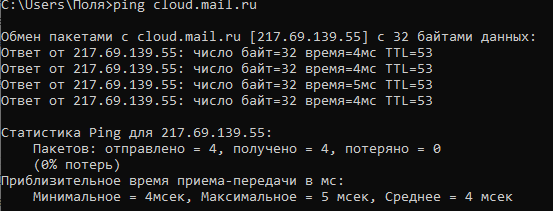 C:\Users\Поля>ping cloud.mail.ru
Обмен пакетами с cloud.mail.ru [217.69.139.55] с 32 байтами данных:
Ответ от 217.69.139.55: число байт=32 время=4мс TTL=53
Ответ от 217.69.139.55: число байт=32 время=4мс TTL=53
Ответ от 217.69.139.55: число байт=32 время=5мс TTL=53
Ответ от 217.69.139.55: число байт=32 время=4мс TTL=53
Статистика Ping для 217.69.139.55:
Пакетов: отправлено = 4, получено = 4, потеряно = 0
(0% потерь)
Приблизительное время приема-передачи в мс:
Минимальное = 4мсек, Максимальное = 5 мсек, Среднее = 4 мсек